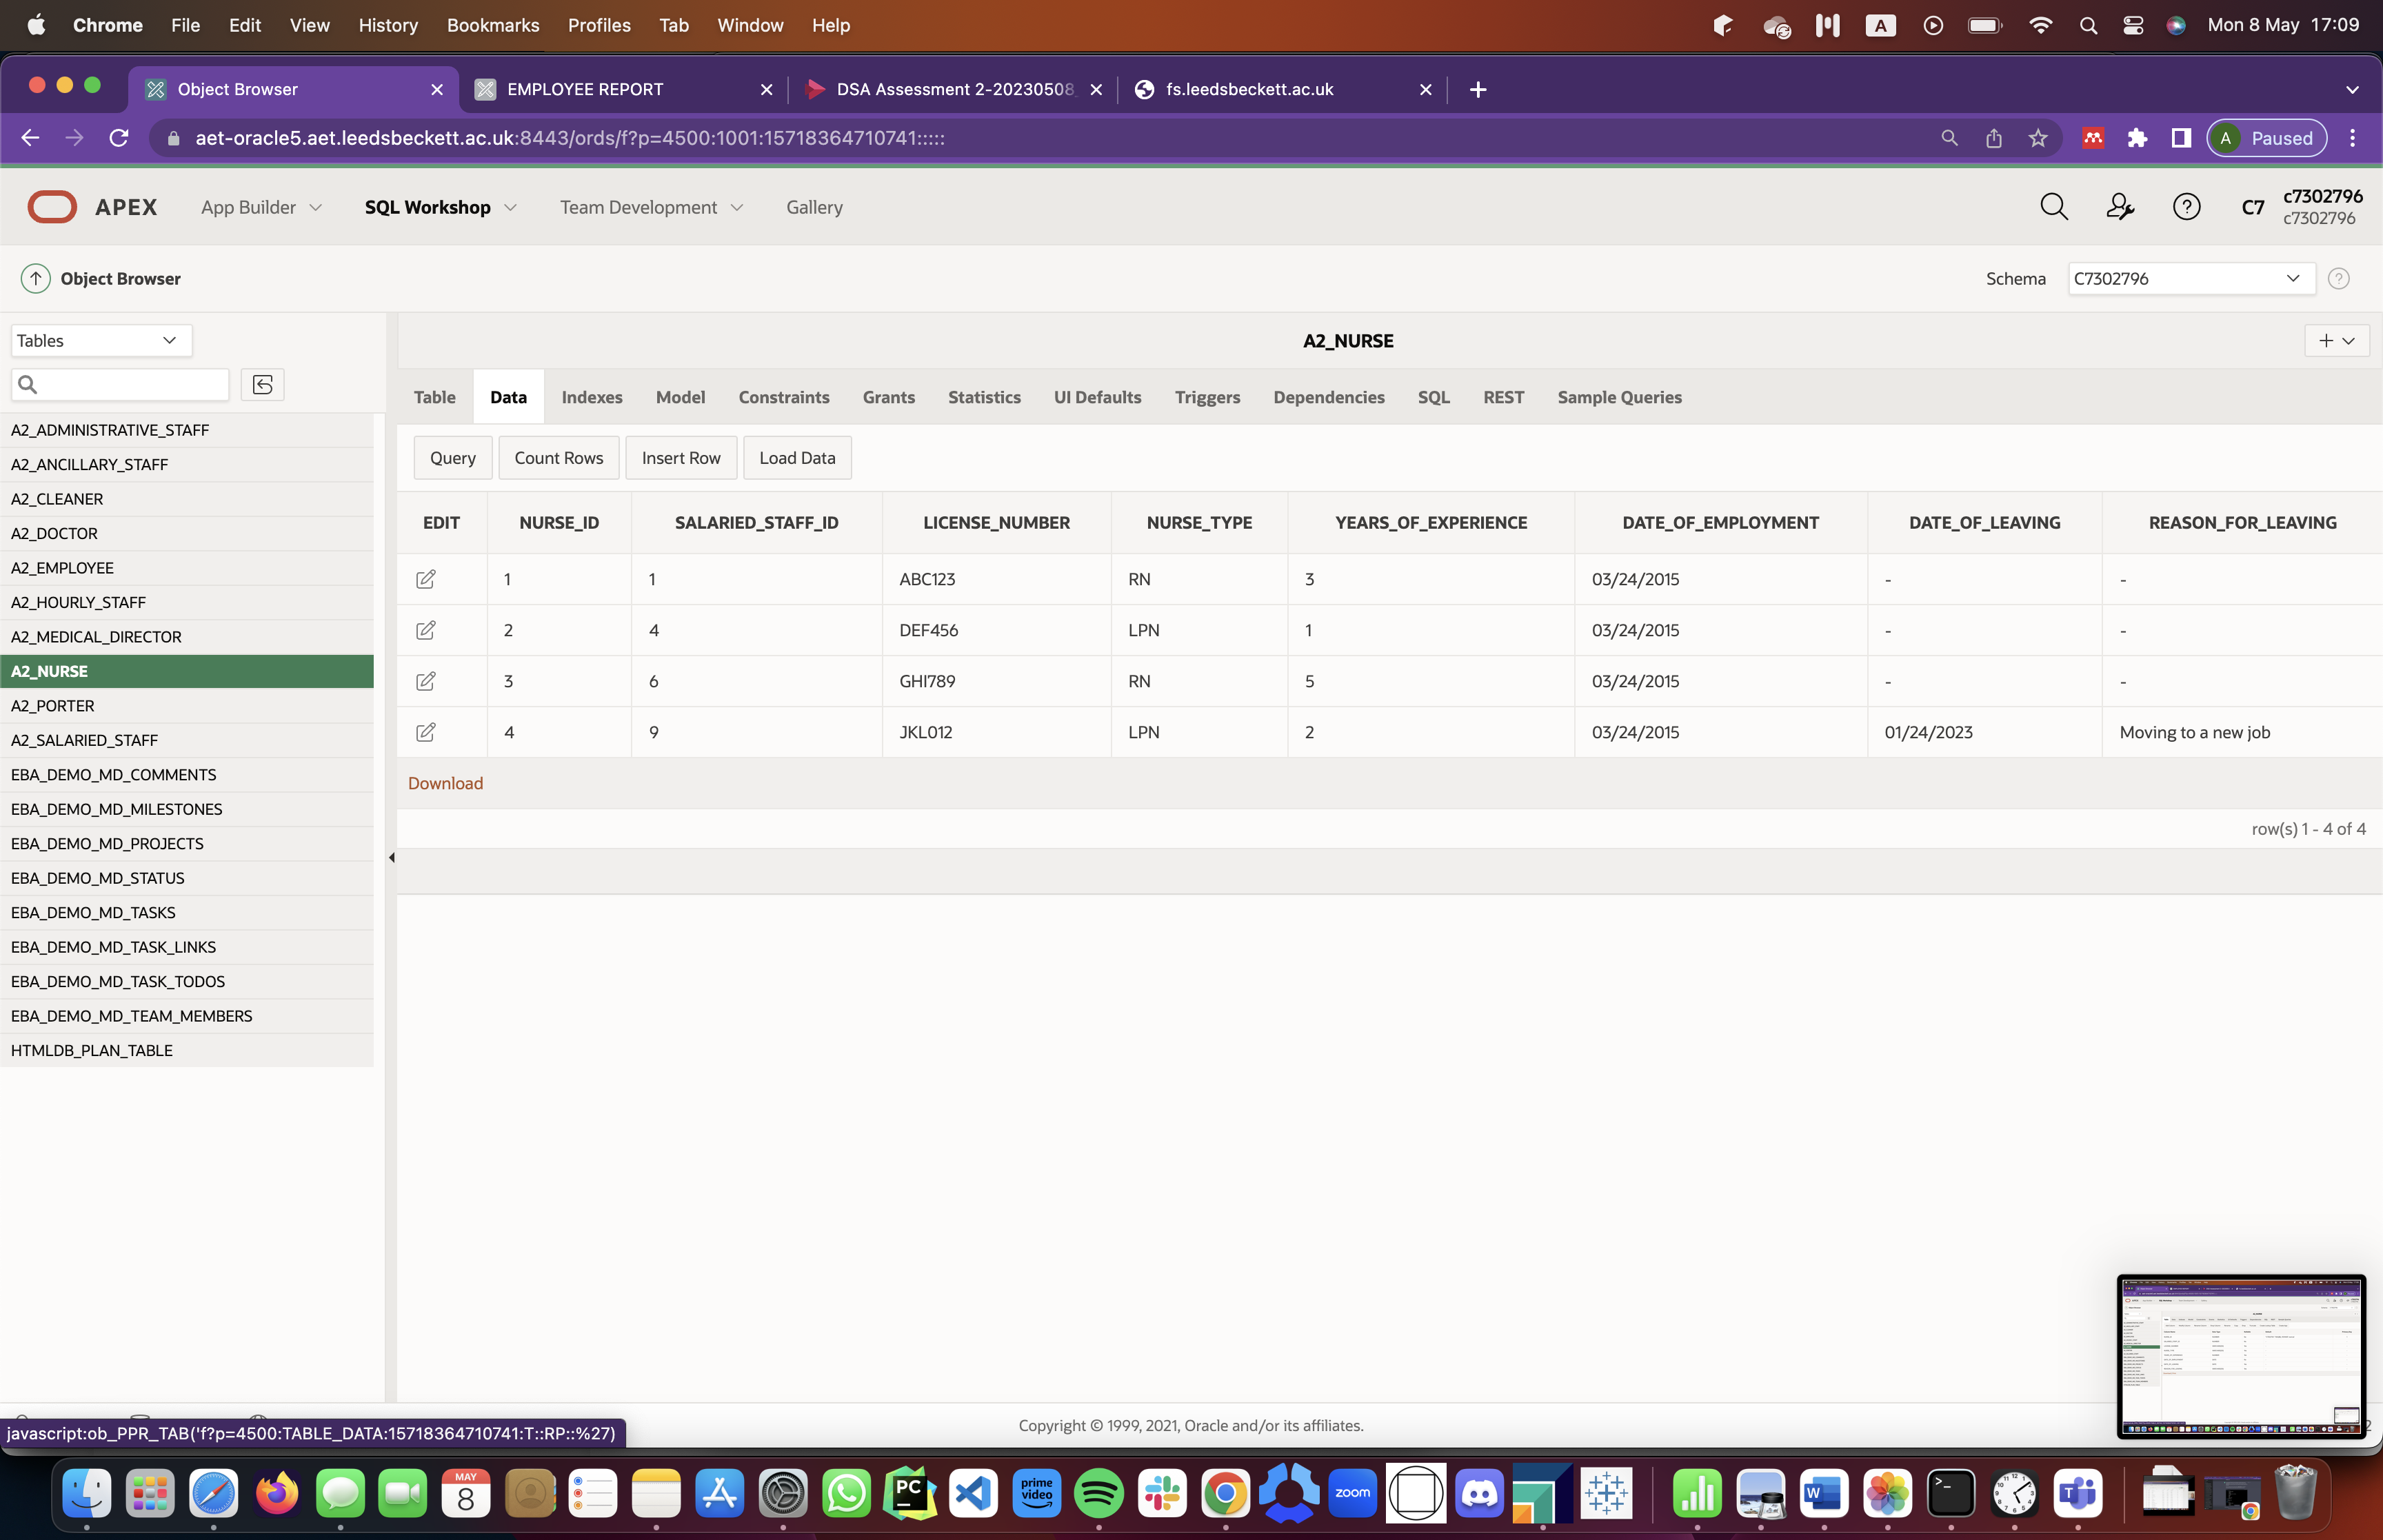 Chrome File Edit View History Bookmarks Profiles Tab Window Help A Mon 8 May 17:09
Object Browser EMPLOYEE REPORT DSA Assessment 2-20230508 fs.leedsbeckett.ac.uk
aet-oracle5.aet.leedsbeckett.ac.uk:8443/ords/f?p=4500:1001:15718364710741::::: A Paused
APEX App Builder SQL Workshop Team Development Gallery C7 c7302796
c7302796
Object Browser Schema C7302796
Tables A2_NURSE
Table Data Indexes Model Constraints Grants Statistics UI Defaults Triggers Dependencies SQL REST Sample Queries
Query Count Rows Insert Row Load Data
EDIT NURSE_ID SALARIED_STAFF_ID LICENSE_NUMBER NURSE_TYPE YEARS_OF_EXPERIENCE DATE_OF_EMPLOYMENT DATE_OF_LEAVING REASON_FOR_LEAVING
1 1 ABC123 RN 3 03/24/2015 - -
2 4 DEF456 LPN 1 03/24/2015 - -
3 6 GHI789 RN 5 03/24/2015 - -
4 9 JKL012 LPN 2 03/24/2015 01/24/2023 Moving to a new job
Download
row(s) 1 - 4 of 4
A2_ADMINISTRATIVE_STAFF
A2_ANCILLARY_STAFF
A2_CLEANER
A2_DOCTOR
A2_EMPLOYEE
A2_HOURLY_STAFF
A2_MEDICAL_DIRECTOR
A2_NURSE
A2_PORTER
A2_SALARIED_STAFF
EBA_DEMO_MD_COMMENTS
EBA_DEMO_MD_MILESTONES
EBA_DEMO_MD_PROJECTS
EBA_DEMO_MD_STATUS
EBA_DEMO_MD_TASKS
EBA_DEMO_MD_TASK_LINKS
EBA_DEMO_MD_TASK_TODOS
EBA_DEMO_MD_TEAM_MEMBERS
HTMLDB_PLAN_TABLE
Copyright © 1999, 2021, Oracle and/or its affiliates.
javascript:ob_PPR_TAB('f?p=4500:TABLE_DATA:15718364710741:T::RP::%27)
MAY
8
PC
prime
video
zoom
W
T